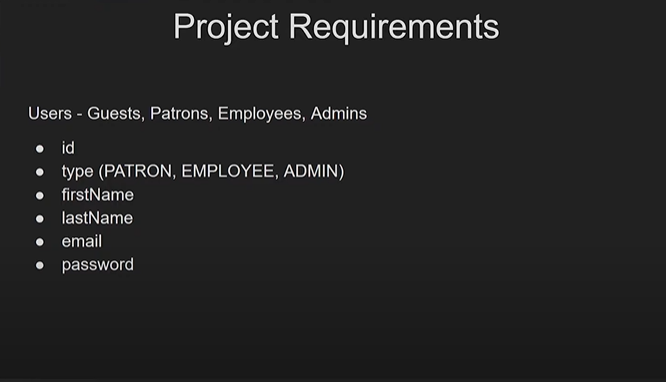 Project Requirements
Users - Guests, Patrons, Employees, Admins
● id
● type (PATRON, EMPLOYEE, ADMIN)
● firstName
● lastName
● email
● password